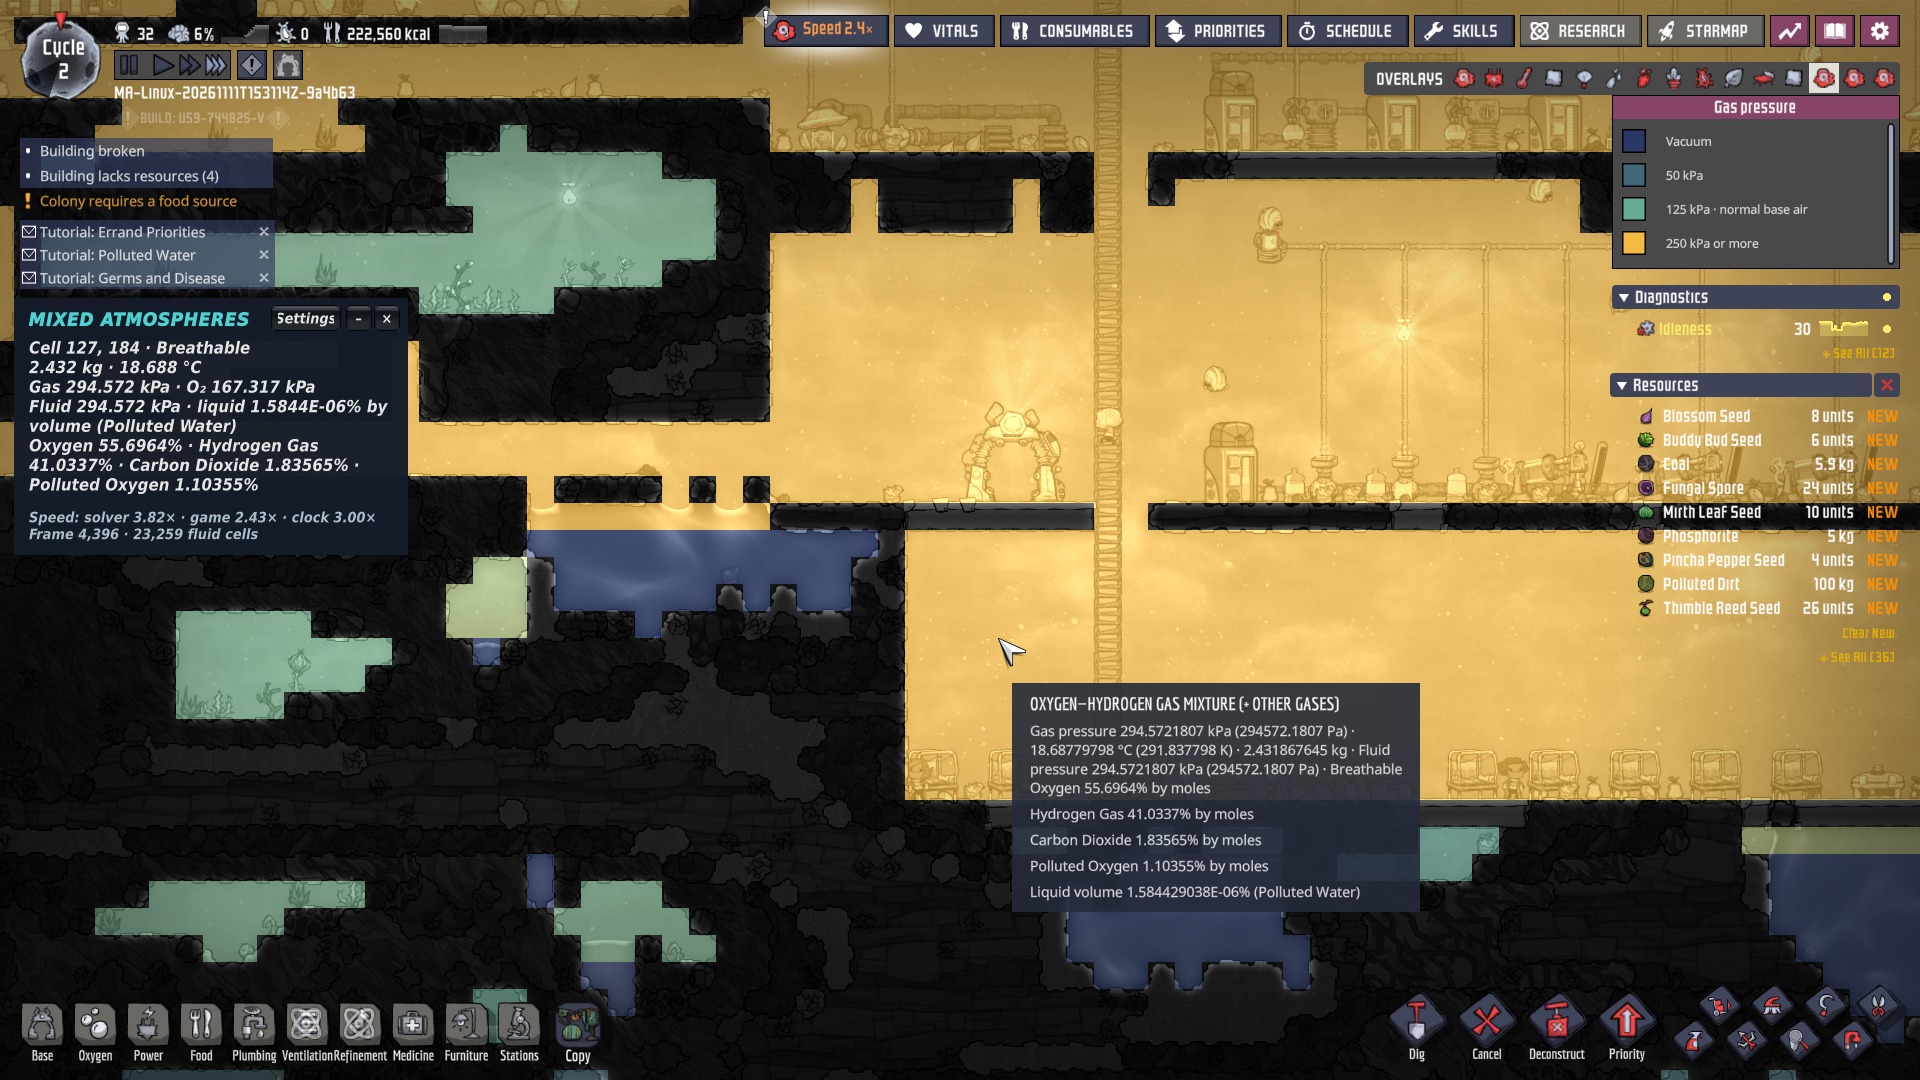 Cycle
2
32
6%
0
222,560 kcal
Speed 2.4×
VITALS
CONSUMABLES
PRIORITIES
SCHEDULE
SKILLS
RESEARCH
STARMAP
MA-Linux-20261111T153114Z-9a4b63
BUILD: U59-744825-V
OVERLAYS
Gas pressure
Vacuum
50 kPa
125 kPa · normal base air
250 kPa or more
• Building broken
• Building lacks resources (4)
! Colony requires a food source
Tutorial: Errand Priorities
Tutorial: Polluted Water
Tutorial: Germs and Disease
MIXED ATMOSPHERES
Settings
-
×
Cell 127, 184 · Breathable
2.432 kg · 18.688 °C
Gas 294.572 kPa · O₂ 167.317 kPa
Fluid 294.572 kPa · liquid 1.5844E-06% by
volume (Polluted Water)
Oxygen 55.6964% · Hydrogen Gas
41.0337% · Carbon Dioxide 1.83565% ·
Polluted Oxygen 1.10355%
Speed: solver 3.82× · game 2.43× · clock 3.00×
Frame 4,396 · 23,259 fluid cells
Diagnostics
Idleness 30
+ See All (12)
Resources
Blossom Seed 8 units NEW
Buddy Bud Seed 6 units NEW
Coal 5.9 kg NEW
Fungal Spore 24 units NEW
Mirth Leaf Seed 10 units NEW
Phosphorite 5 kg NEW
Pincha Pepper Seed 4 units NEW
Polluted Dirt 100 kg NEW
Thimble Reed Seed 26 units NEW
Clear New
+ See All (36)
OXYGEN–HYDROGEN GAS MIXTURE (+ OTHER GASES)
Gas pressure 294.5721807 kPa (294572.1807 Pa) ·
18.68779798 °C (291.837798 K) · 2.431867645 kg · Fluid
pressure 294.5721807 kPa (294572.1807 Pa) · Breathable
Oxygen 55.6964% by moles
Hydrogen Gas 41.0337% by moles
Carbon Dioxide 1.83565% by moles
Polluted Oxygen 1.10355% by moles
Liquid volume 1.584429038E-06% (Polluted Water)
Base
Oxygen
Power
Food
Plumbing
Ventilation
Refinement
Medicine
Furniture
Stations
Copy
Dig
Cancel
Deconstruct
Priority